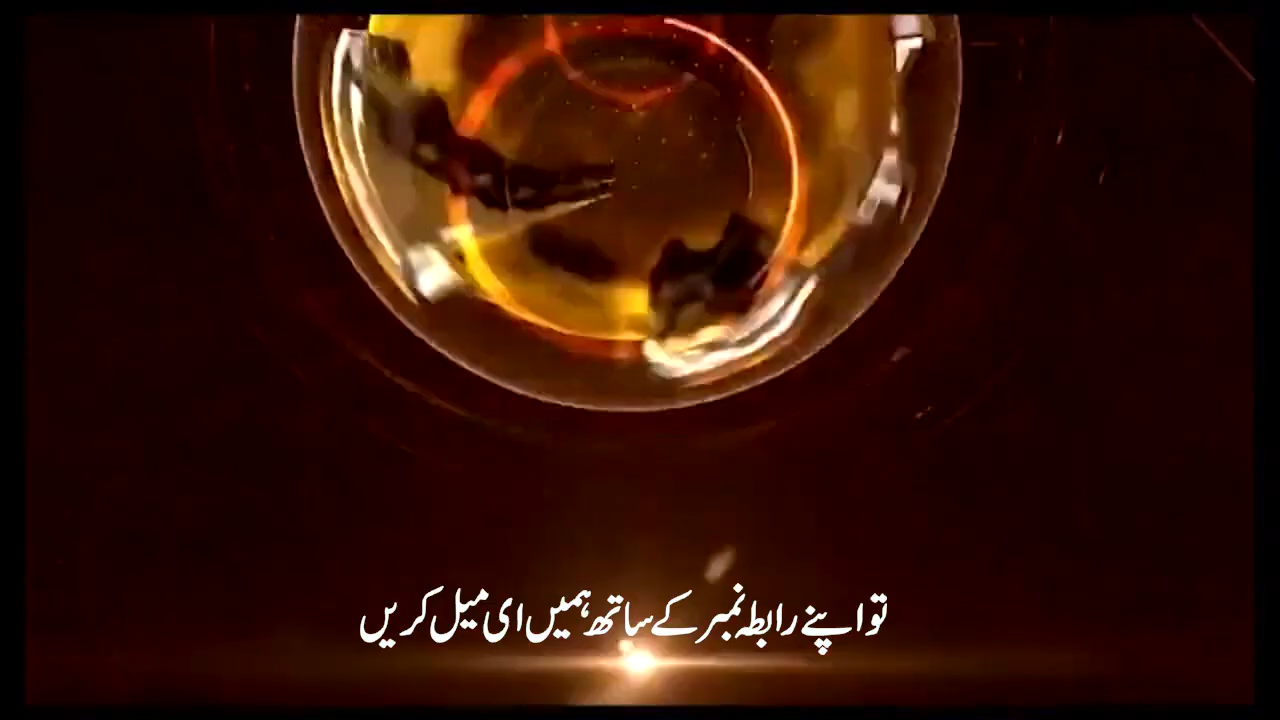 تو اپنے رابطہ نمبر کے ساتھ ہمیں ای میل کریں